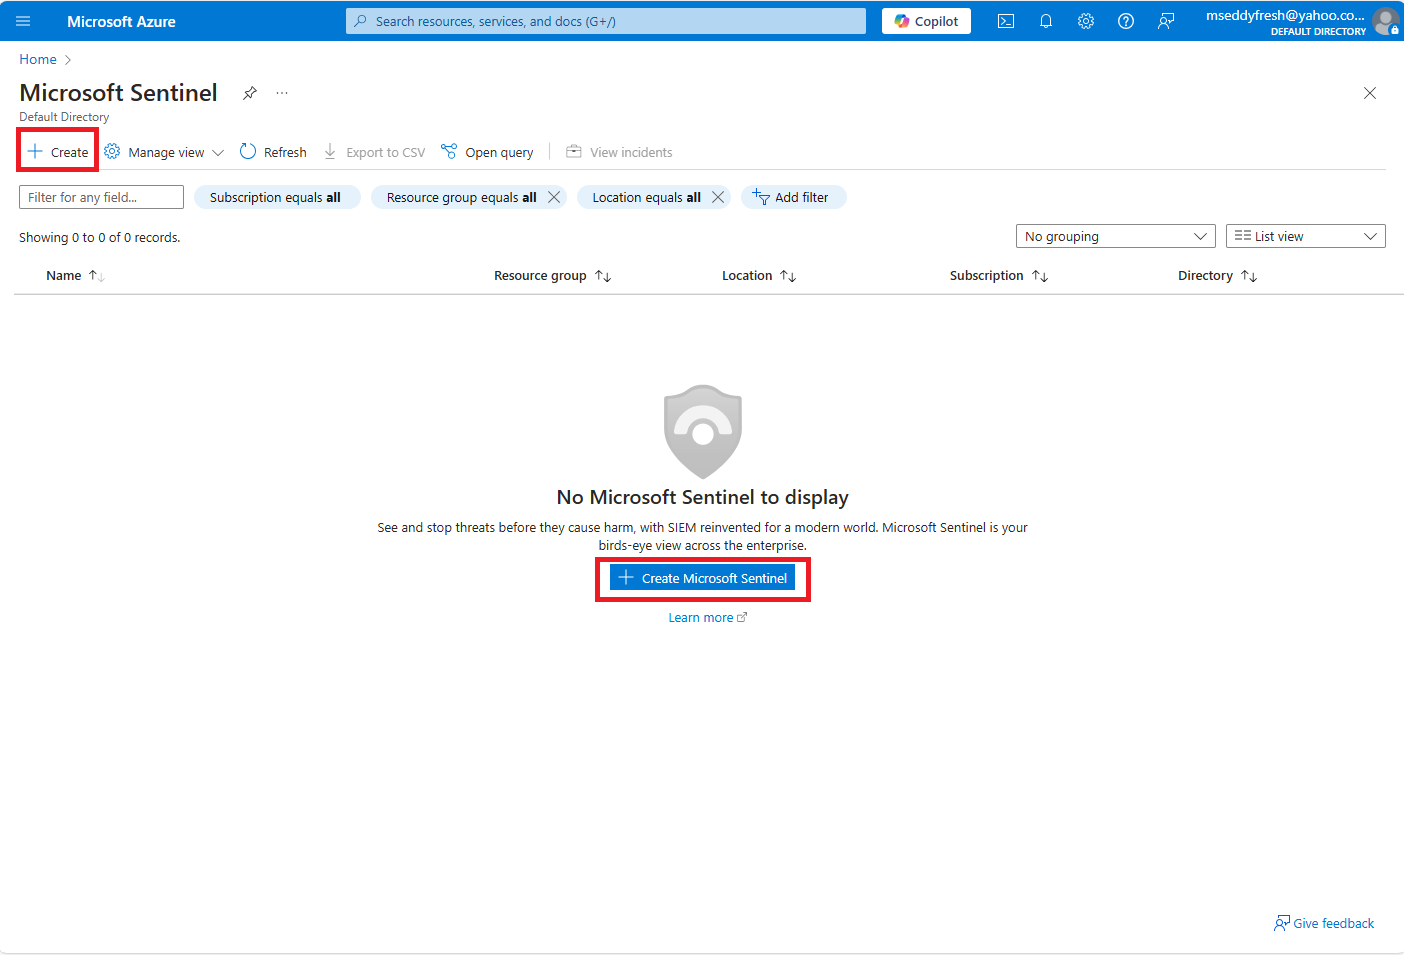 Microsoft Azure
Search resources, services, and docs (G+/)
Copilot
mseddyfresh@yahoo.co...
DEFAULT DIRECTORY
Home
Microsoft Sentinel
Default Directory
Create
Manage view
Refresh
Export to CSV
Open query
View incidents
Filter for any field...
Subscription equals all
Resource group equals all
Location equals all
Add filter
Showing 0 to 0 of 0 records.
No grouping
List view
Name
Resource group
Location
Subscription
Directory
No Microsoft Sentinel to display
See and stop threats before they cause harm, with SIEM reinvented for a modern world. Microsoft Sentinel is your
birds-eye view across the enterprise.
Create Microsoft Sentinel
Learn more
Give feedback